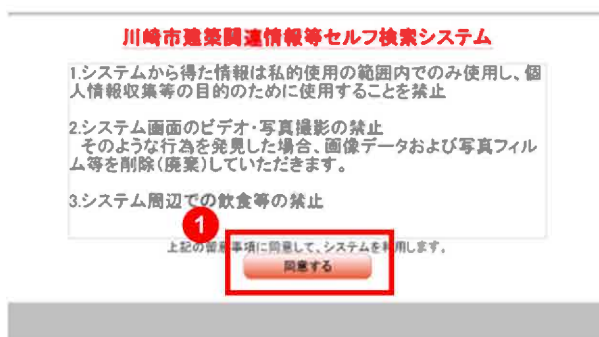 川崎市建築関連情報等セルフ検索システム
1.システムから得た情報は私的使用の範囲内でのみ使用し、個
人情報収集等の目的のために使用することを禁止
2.システム画面のビデオ・写真撮影の禁止
そのような行為を発見した場合、画像データおよび写真フィル
ム等を削除(廃棄)していただきます。
3.システム周辺での飲食等の禁止
1
上記の留意事項に同意して、システムを利用します。
同意する